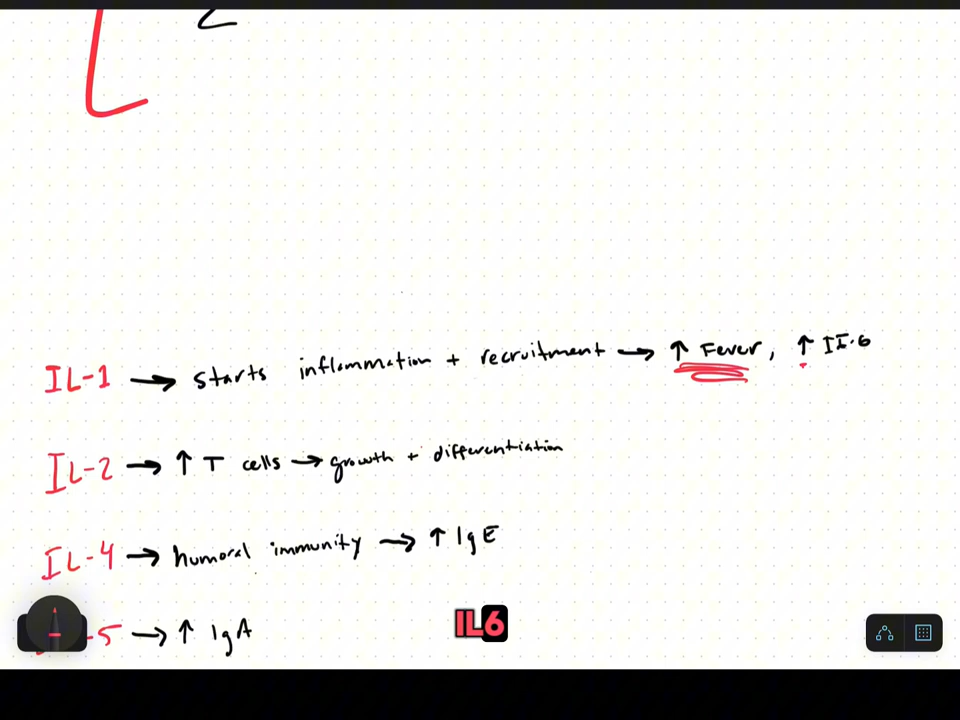 2
IL-1 → starts inflammation + recruitment → ↑ Fever, ↑ IL-6
IL-2 → ↑ T cells → growth + differentiation
IL-4 → humoral immunity → ↑ IgE
-5 → ↑ IgA
IL6